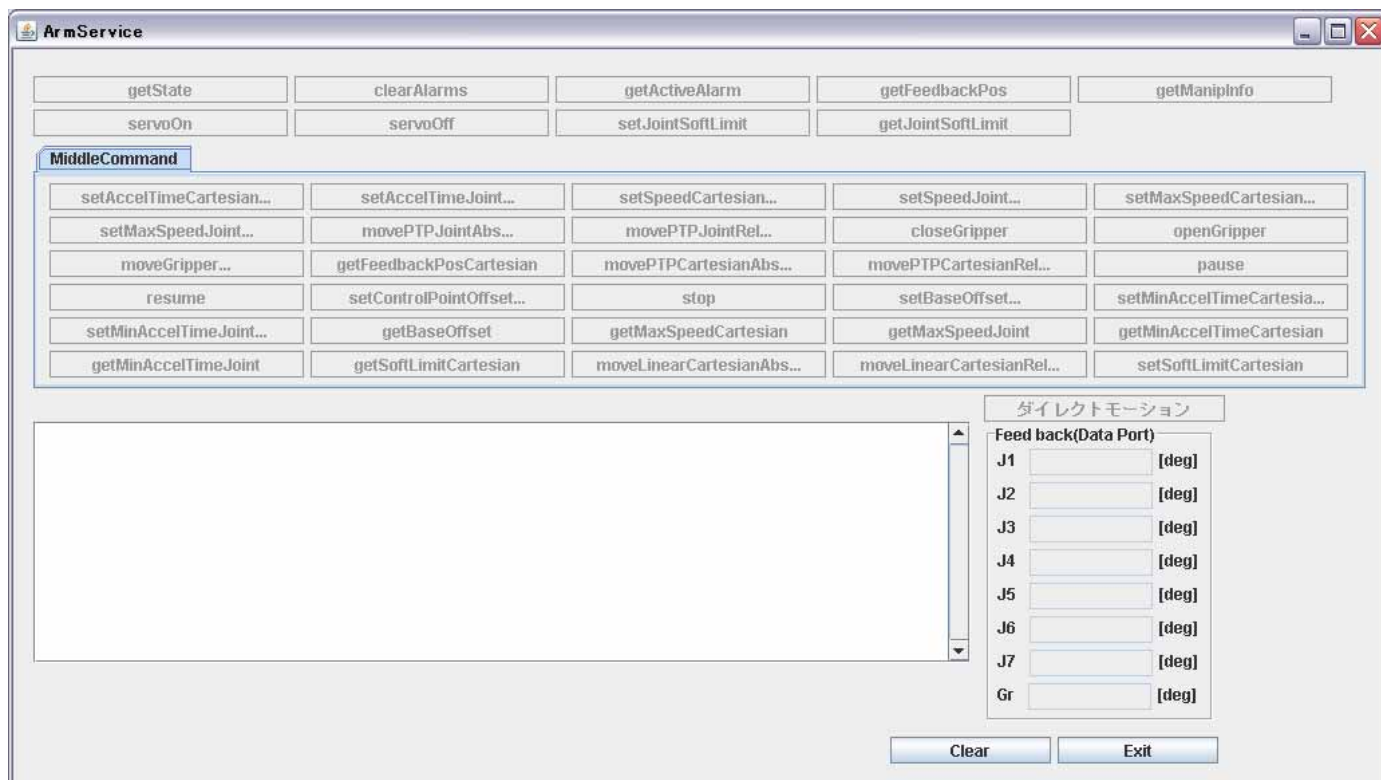 ArmService
getState clearAlarms getActiveAlarm getFeedbackPos getManipInfo
servoOn servoOff setJointSoftLimit getJointSoftLimit
MiddleCommand
setAccelTimeCartesian... setAccelTimeJoint... setSpeedCartesian... setSpeedJoint... setMaxSpeedCartesian...
setMaxSpeedJoint... movePTPJointAbs... movePTPJointRel... closeGripper openGripper
moveGripper... getFeedbackPosCartesian movePTPCartesianAbs... movePTPCartesianRel... pause
resume setControlPointOffset... stop setBaseOffset... setMinAccelTimeCartesia...
setMinAccelTimeJoint... getBaseOffset getMaxSpeedCartesian getMaxSpeedJoint getMinAccelTimeCartesian
getMinAccelTimeJoint getSoftLimitCartesian moveLinearCartesianAbs... moveLinearCartesianRel... setSoftLimitCartesian
ダイレクトモーション
Feed back(Data Port)
J1 [deg]
J2 [deg]
J3 [deg]
J4 [deg]
J5 [deg]
J6 [deg]
J7 [deg]
Gr [deg]
Clear Exit